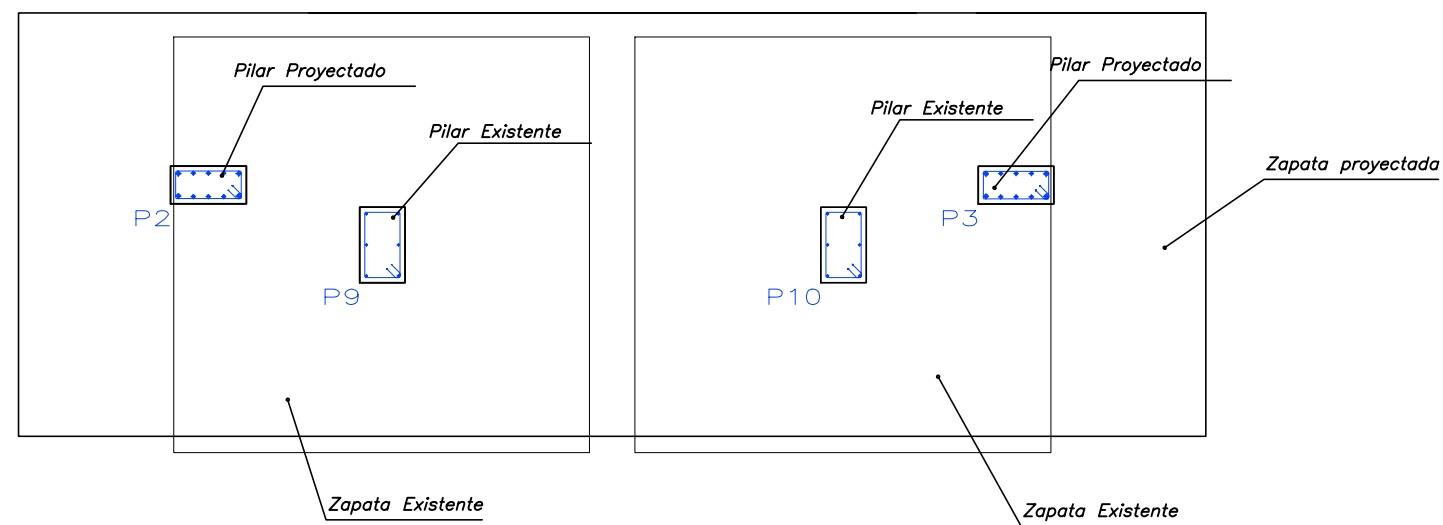 Pilar Proyectado
Pilar Proyectado
Pilar Existente
Pilar Existente
Zapata proyectada
P2
P3
P9
P10
Zapata Existente
Zapata Existente